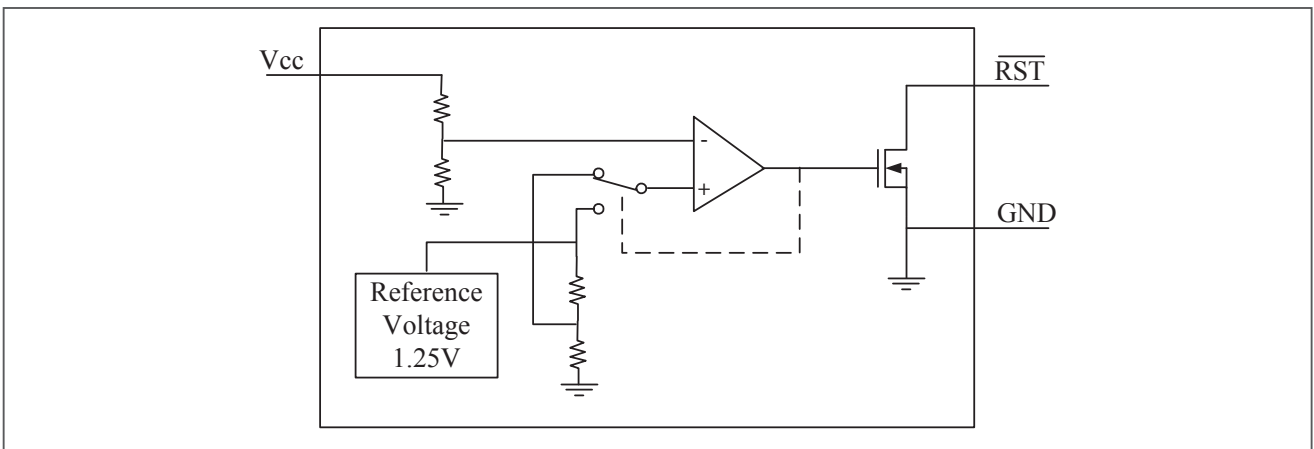 Vcc
RST
-
+
GND
Reference
Voltage
1.25V